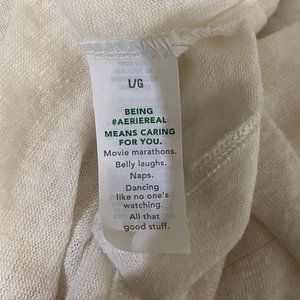 L/G
BEING
#AERIEREAL
MEANS CARING
FOR YOU.
Movie marathons.
Belly laughs.
Naps.
Dancing
like no one's
watching.
All that
good stuff.